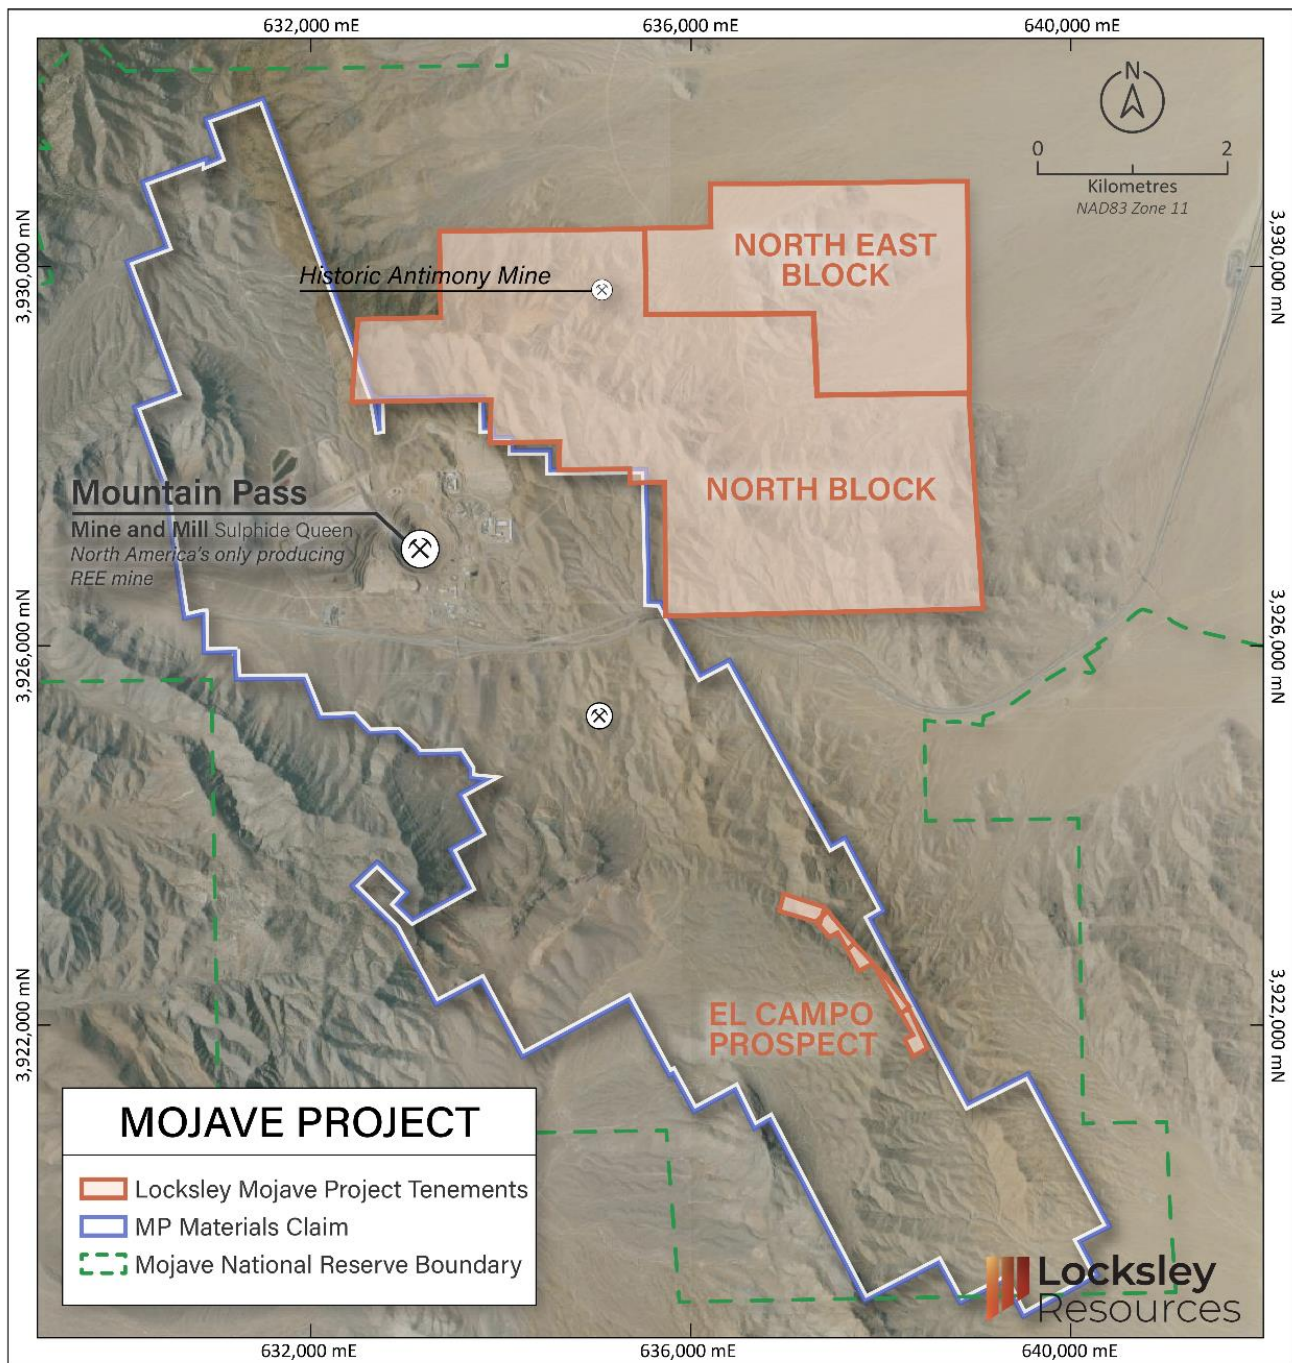 632,000 mE
636,000 mE
640,000 mE
N
0
2
Kilometres
NAD83 Zone 11
3,930,000 mN
3,930,000 mN
NORTH EAST
BLOCK
Historic Antimony Mine
Mountain Pass
Mine and Mill Sulphide Queen
North America's only producing
REE mine
NORTH BLOCK
3,926,000 mN
3,926,000 mN
EL CAMPO
PROSPECT
3,922,000 mN
3,922,000 mN
MOJAVE PROJECT
Locksley Mojave Project Tenements
MP Materials Claim
Mojave National Reserve Boundary
Locksley
Resources
632,000 mE
636,000 mE
640,000 mE